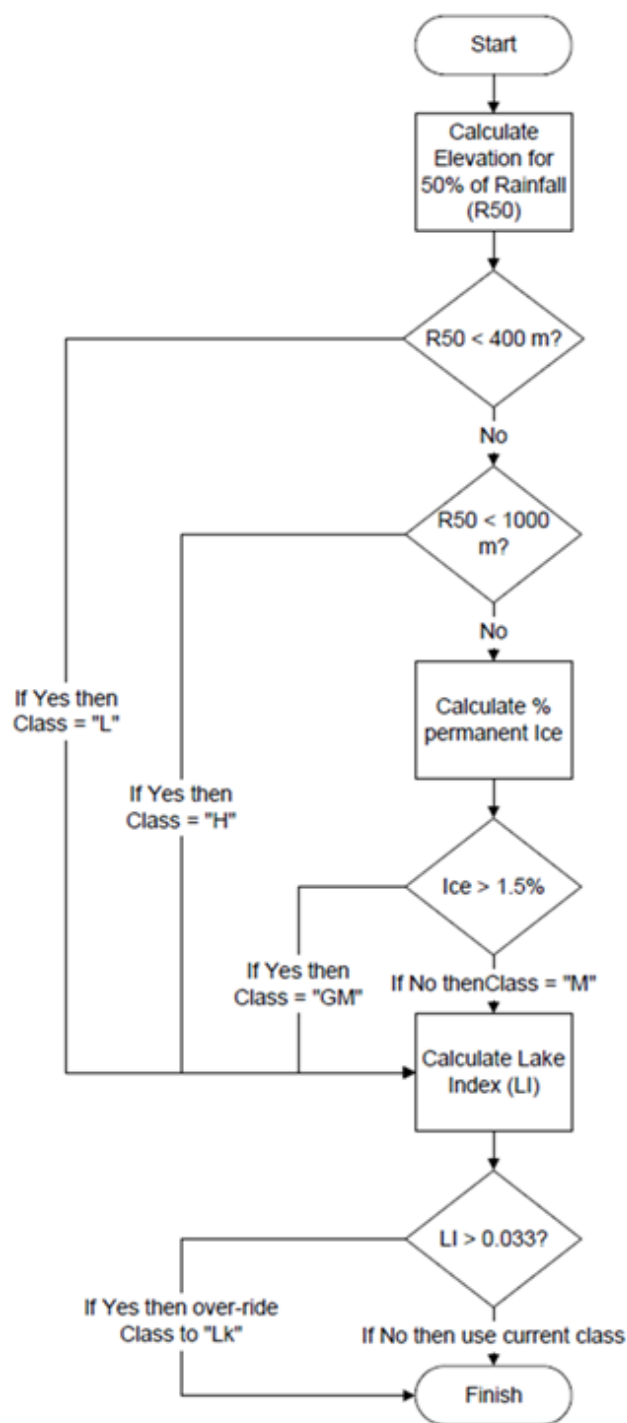 Start
Calculate
Elevation for
50% of Rainfall
(R50)
R50 < 400 m?
No
R50 < 1000
m?
No
If Yes then
Class = "L"
Calculate %
permanent Ice
If Yes then
Class = "H"
Ice > 1.5%
If Yes then
Class = "GM"
If No thenClass = "M"
Calculate Lake
Index (LI)
LI > 0.033?
If Yes then over-ride
Class to "Lk"
If No then use current class
Finish